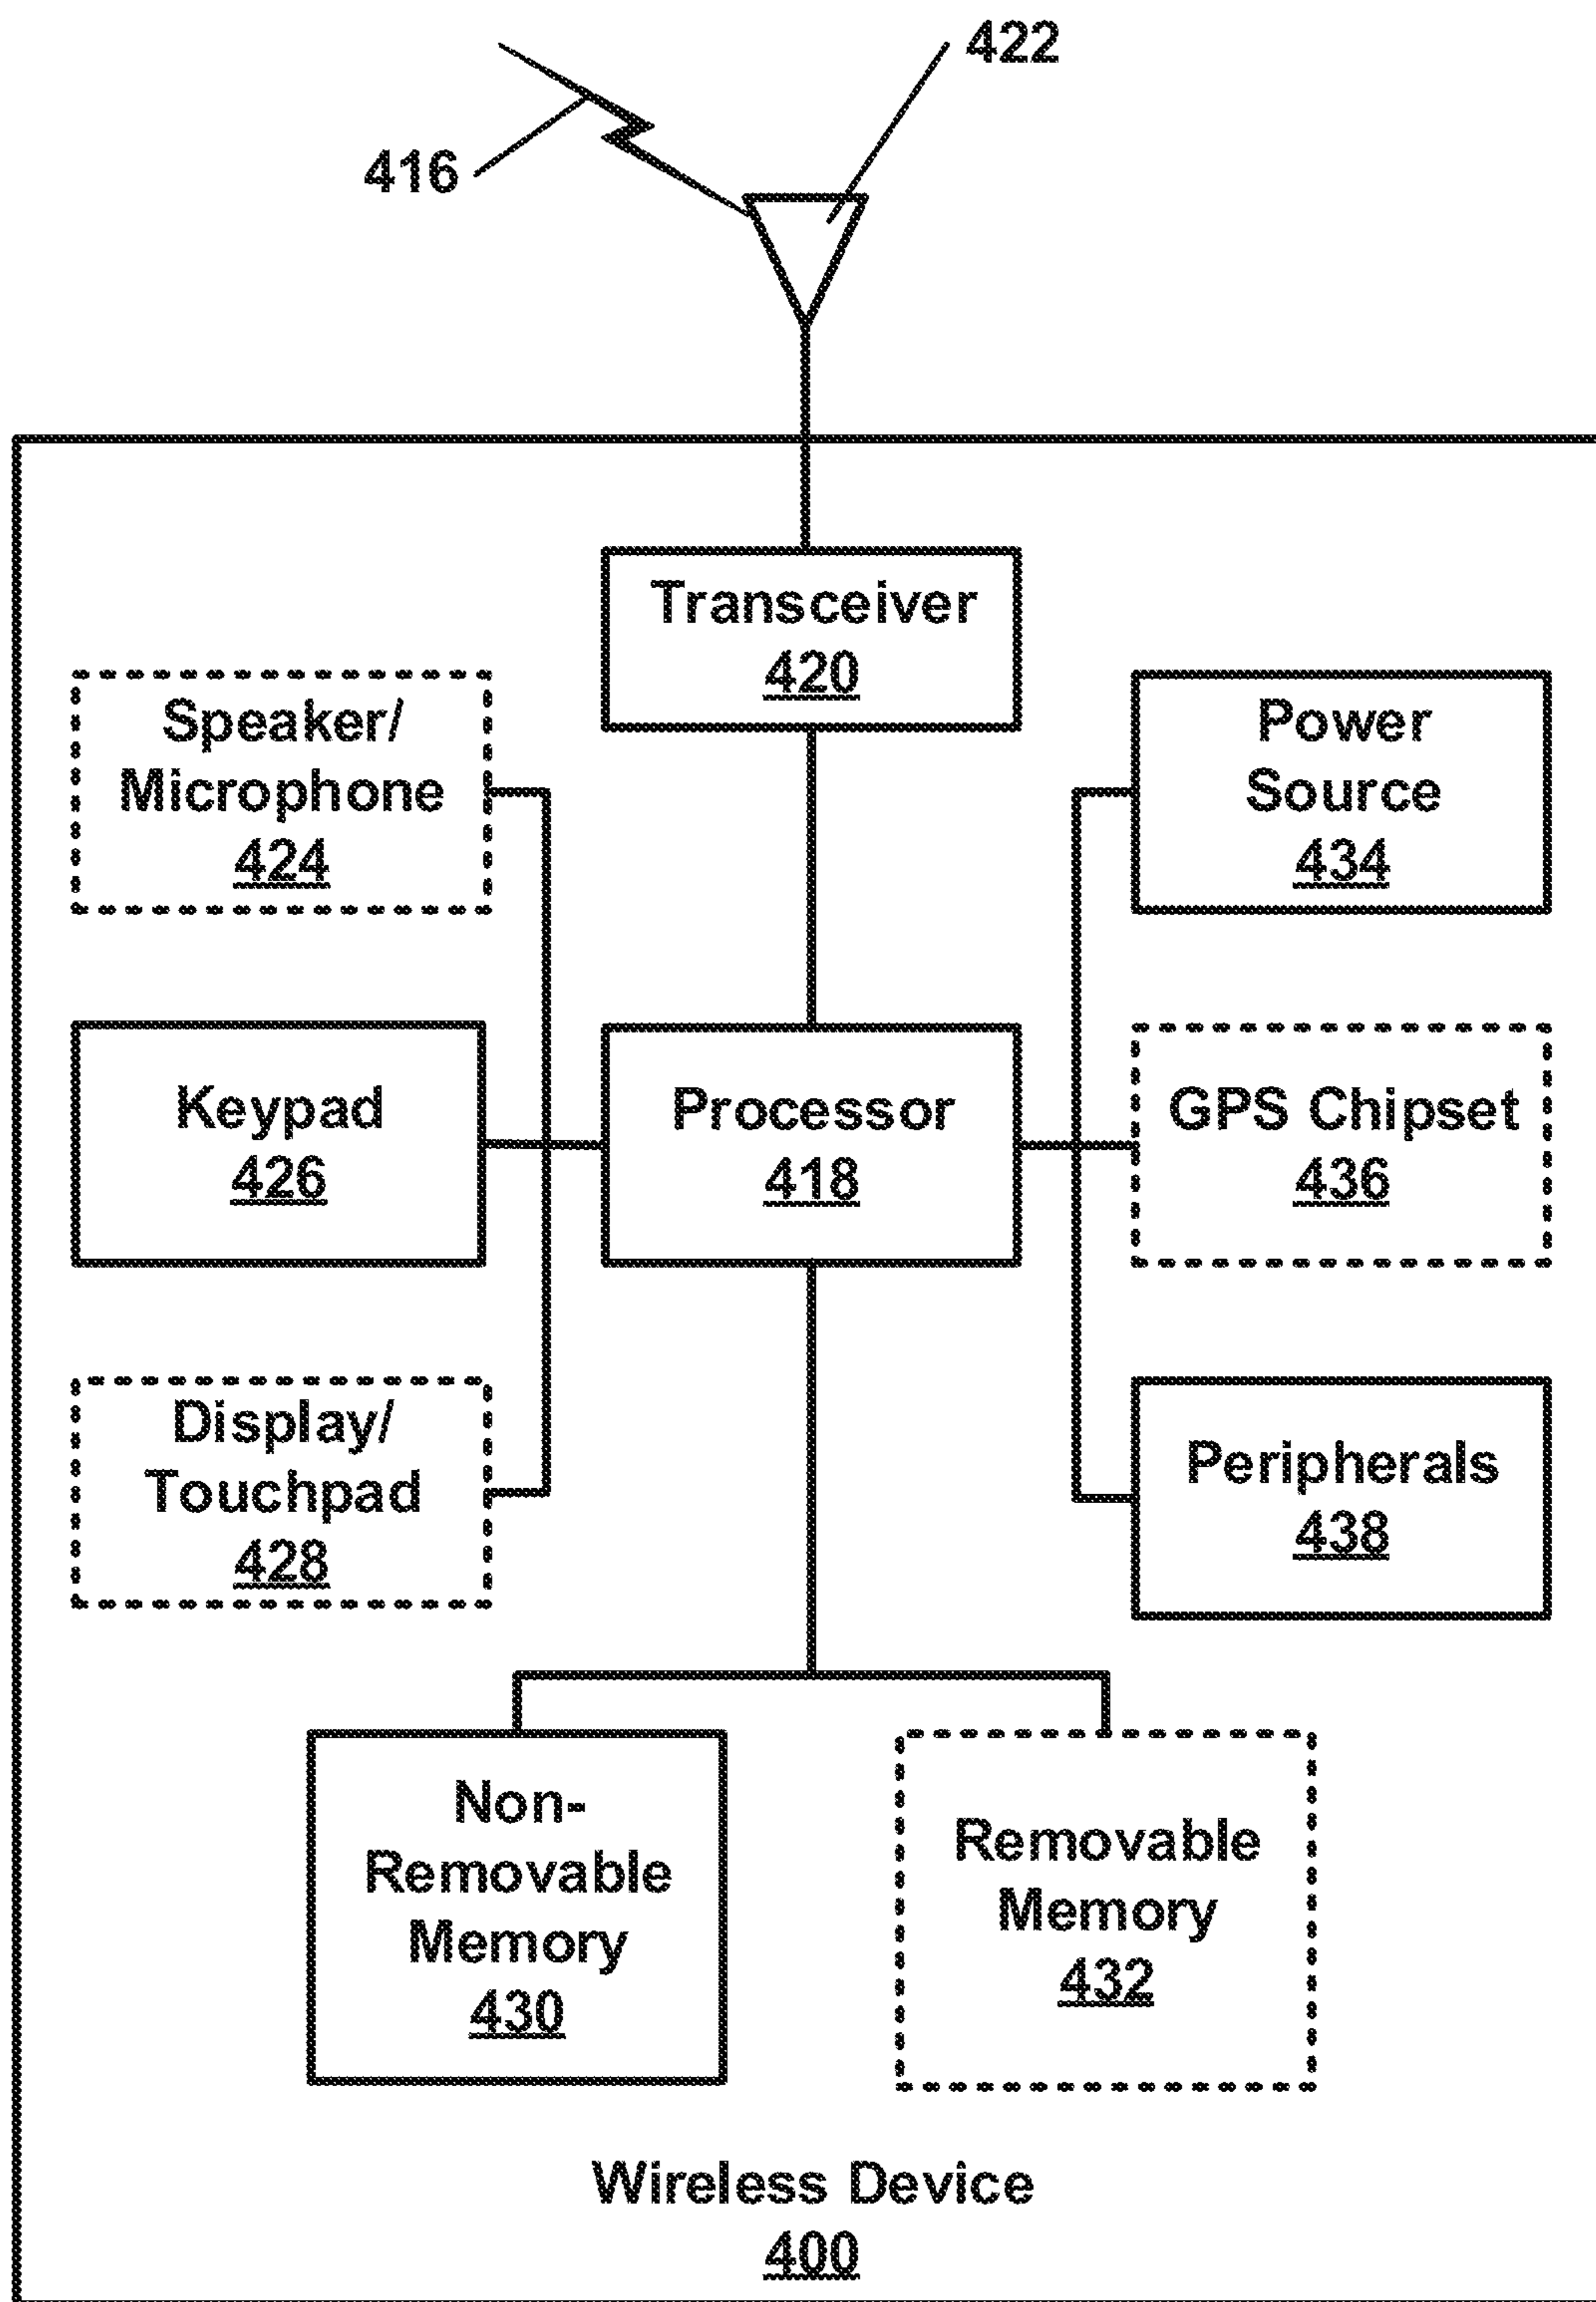 422
416
Transceiver
420
Speaker/
Microphone
424
Power
Source
434
Keypad
426
Processor
418
GPS Chipset
436
Display/
Touchpad
428
Peripherals
438
Non-
Removable
Memory
430
Removable
Memory
432
Wireless Device
400